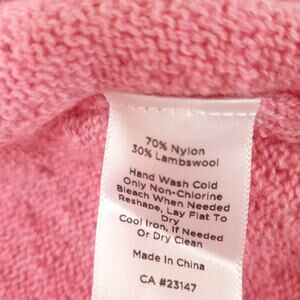 70% Nylon
30% Lambswool
Hand Wash Cold
Only Non-Chlorine
Bleach When Needed
Reshape, Lay Flat To
Dry
Cool Iron, If Needed
Or Dry Clean
Made In China
CA #23147